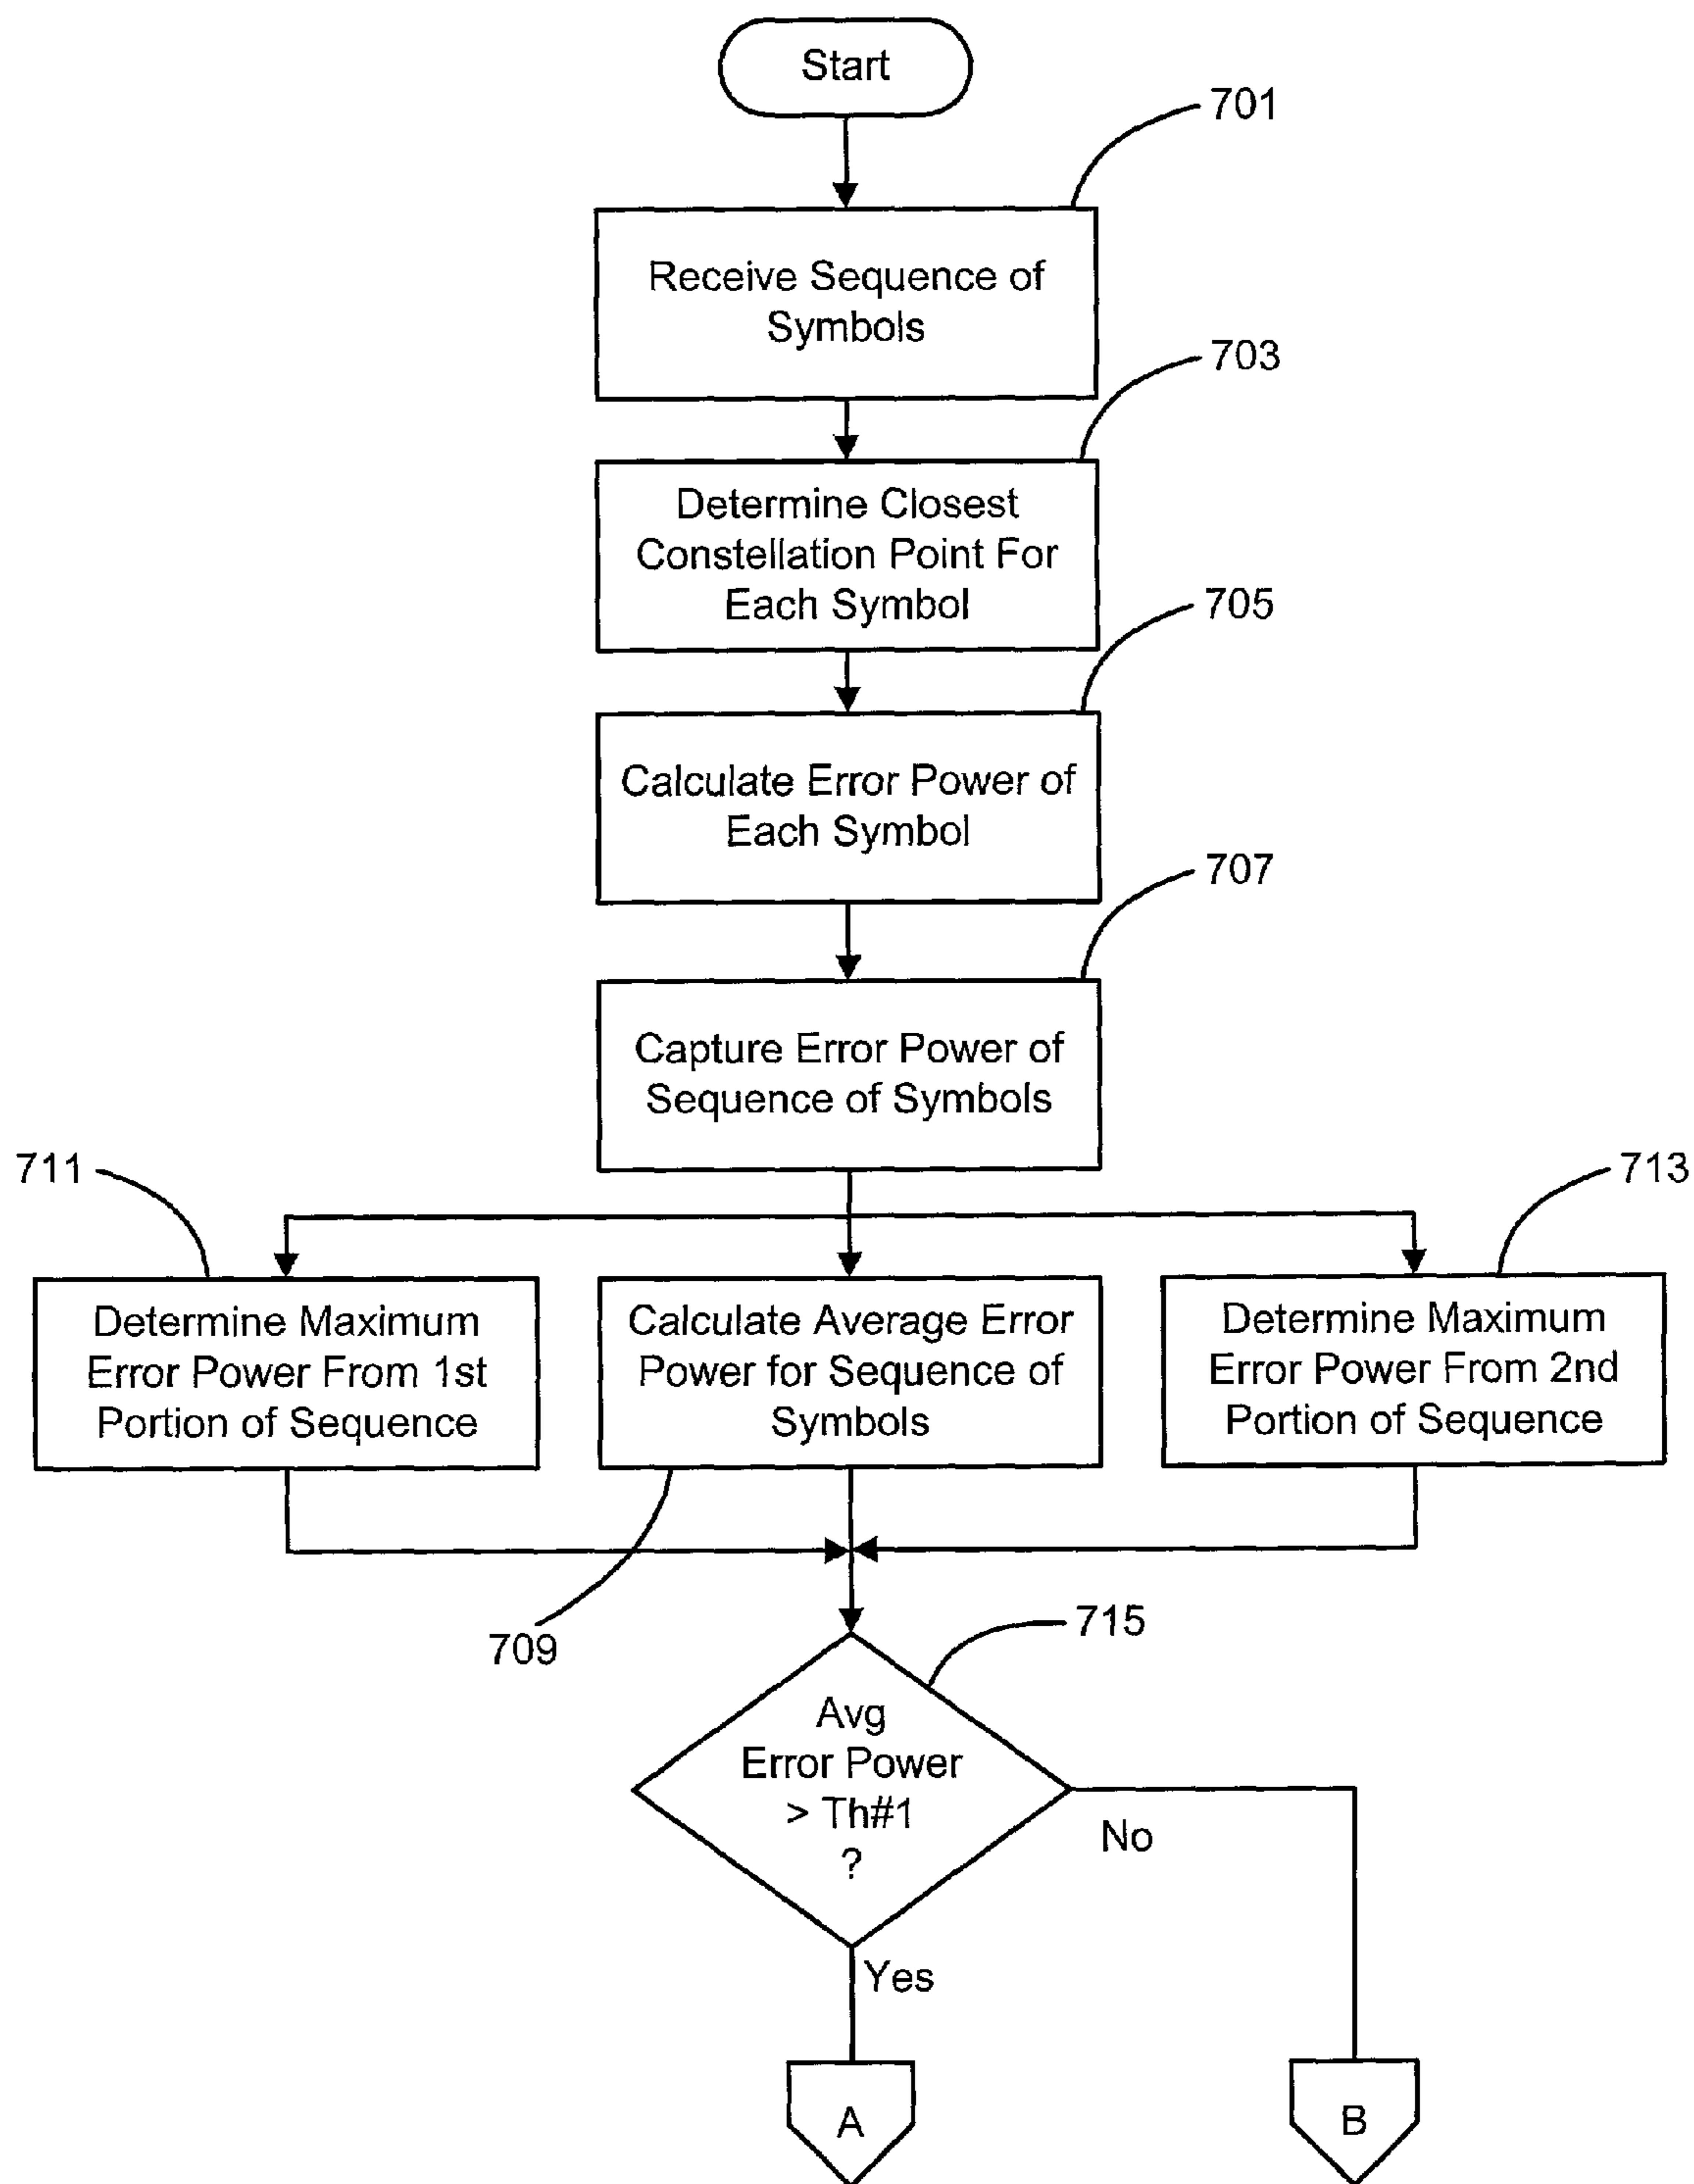 Start
701
Receive Sequence of
Symbols
703
Determine Closest
Constellation Point For
Each Symbol
705
Calculate Error Power of
Each Symbol
707
Capture Error Power of
Sequence of Symbols
711
713
Determine Maximum
Error Power From 1st
Portion of Sequence
Calculate Average Error
Power for Sequence of
Symbols
Determine Maximum
Error Power From 2nd
Portion of Sequence
709
715
Avg
Error Power
> Th#1
?
No
Yes
A
B